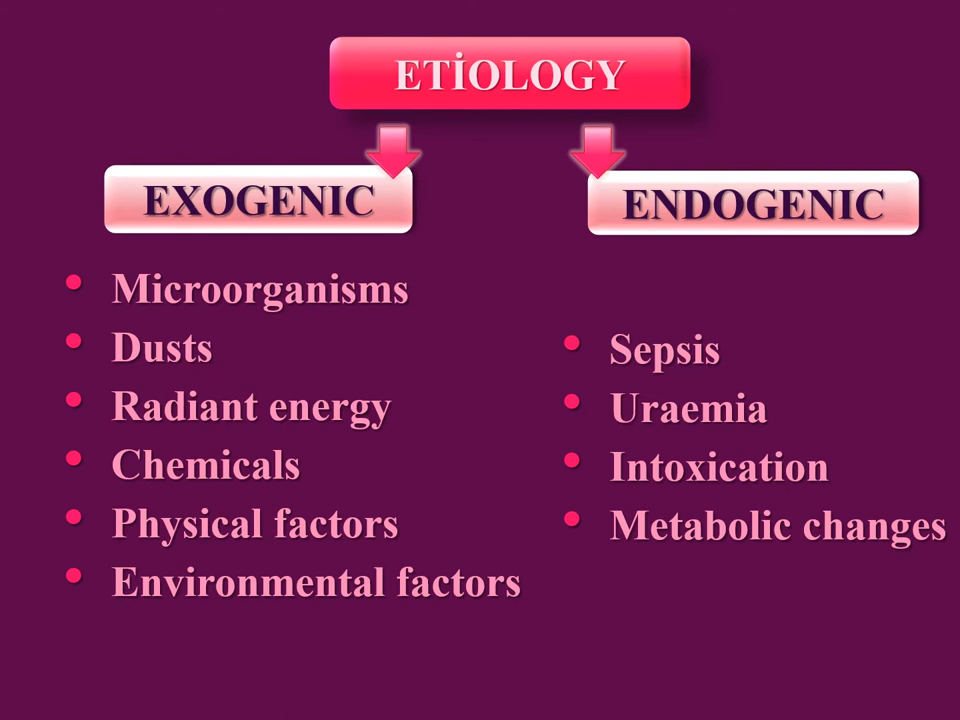 ETİOLOGY
EXOGENIC
ENDOGENIC
• Microorganisms
• Dusts
• Radiant energy
• Chemicals
• Physical factors
• Environmental factors
• Sepsis
• Uraemia
• Intoxication
• Metabolic changes